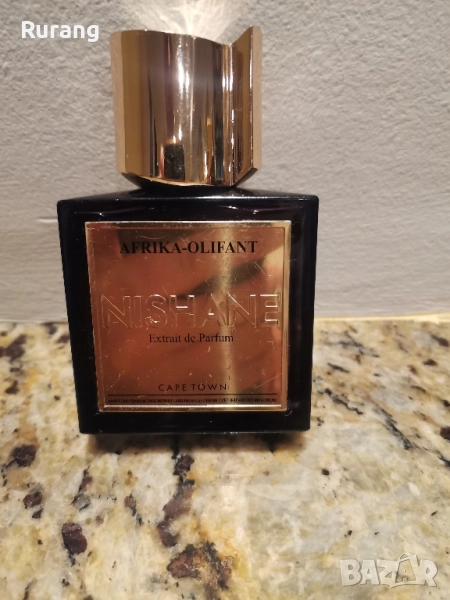 Rurang
AFRIKA-OLIFANT
NISHANE
Extrait de Parfum
CAPE TOWN
BAZAR